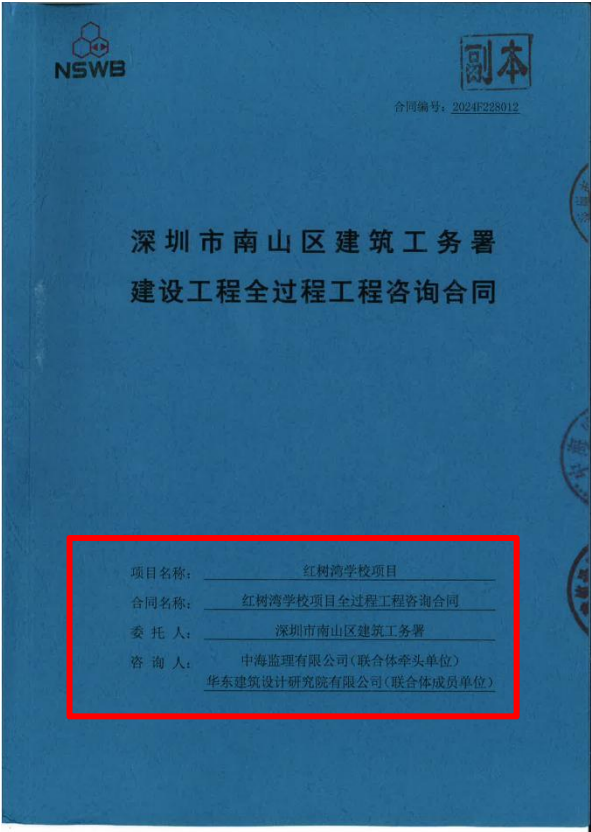 NSWB
副本
合同编号：2024F228012
深圳市南山区建筑工务署
建设工程全过程工程咨询合同
项目名称：红树湾学校项目
合同名称：红树湾学校项目全过程工程咨询合同
委托人：深圳市南山区建筑工务署
咨询人：中海监理有限公司（联合体牵头单位）
华东建筑设计研究院有限公司（联合体成员单位）